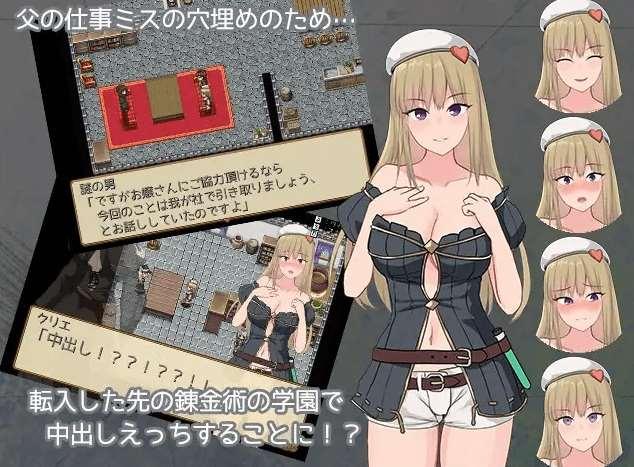 父の仕事ミスの穴埋めのため…
謎の男
「ですがお嬢さんにご協力頂けるなら
今回のことは我が社で引き取りましょう、
とお話ししていたのですよ」
クリエ
「中出し！？？！？？！！
転入した先の錬金術の学園で
中出しえっちすることに！？